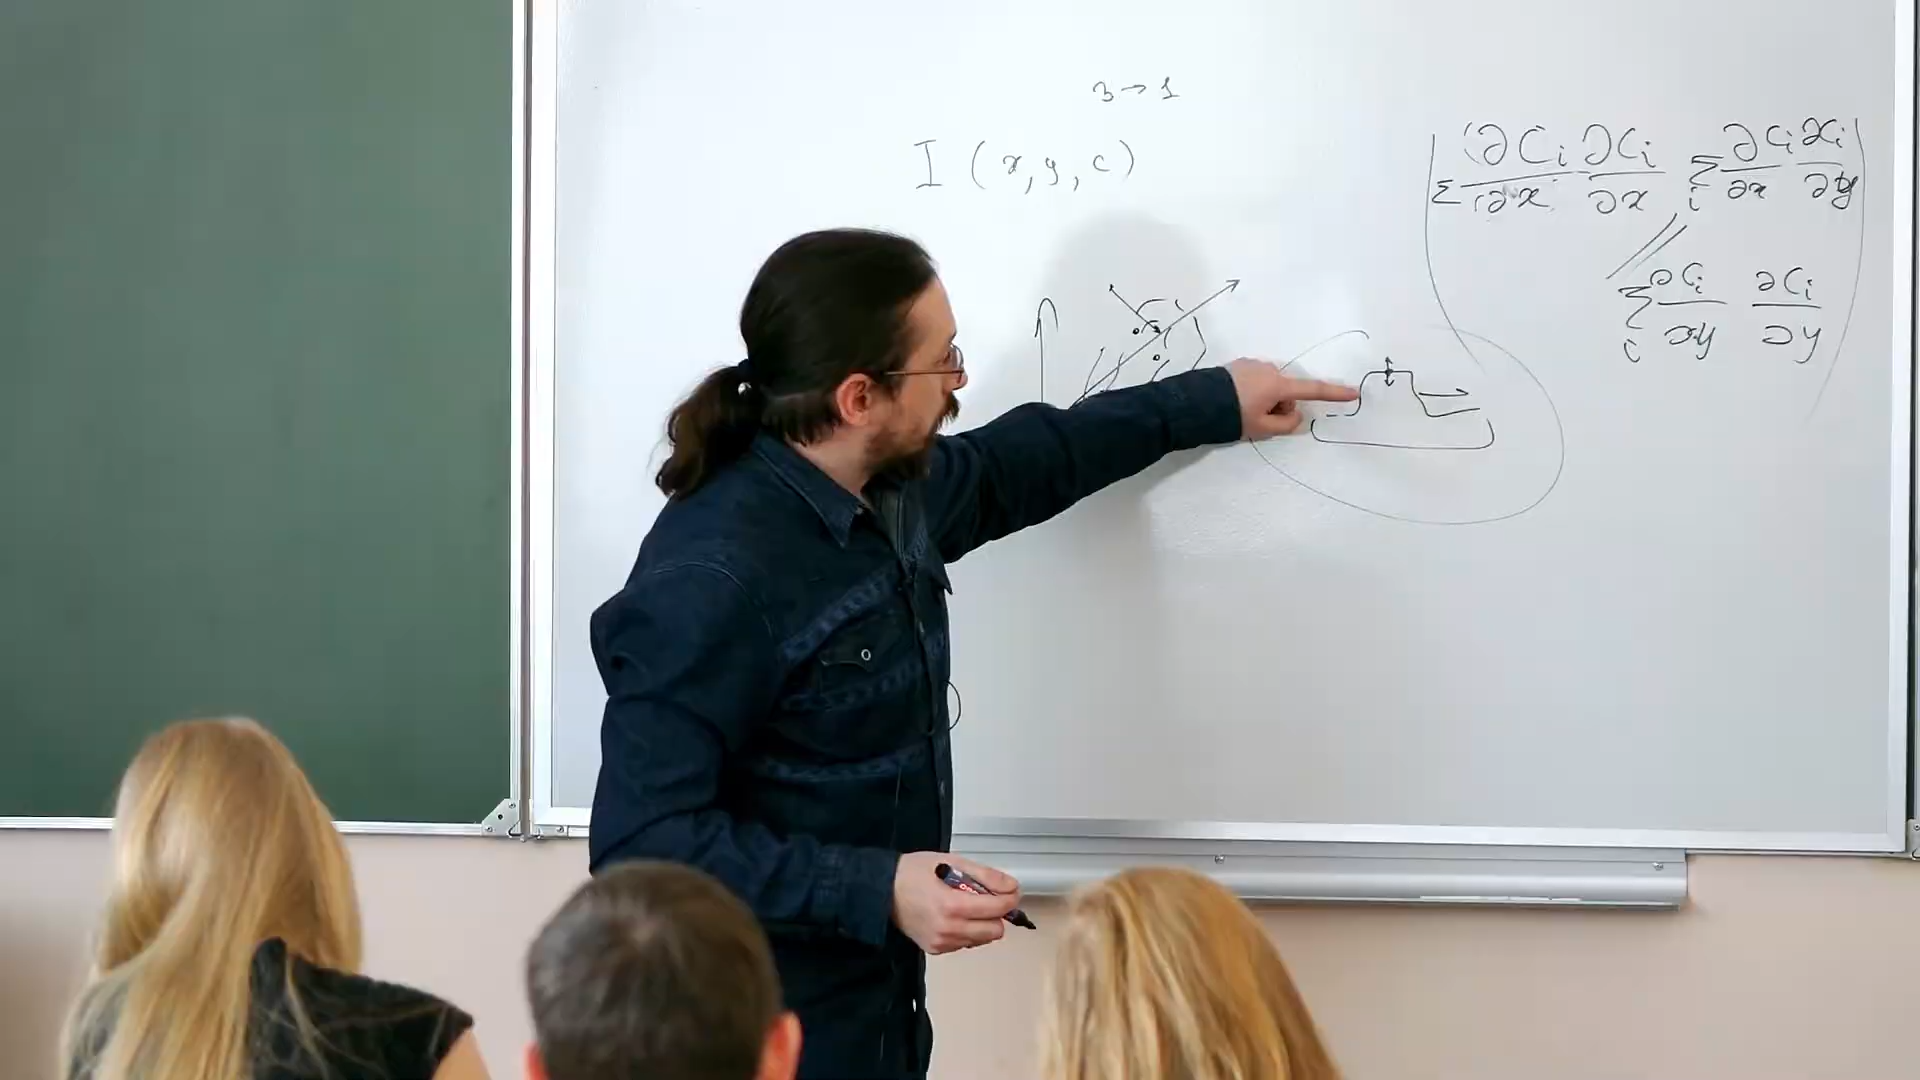 3 → 1
I (x, y, c)
Σ ∂Ci/∂x ∂Ci/∂x Σi ∂Ci/∂x ∂Ci/∂y
Σi ∂Ci/∂y ∂Ci/∂y